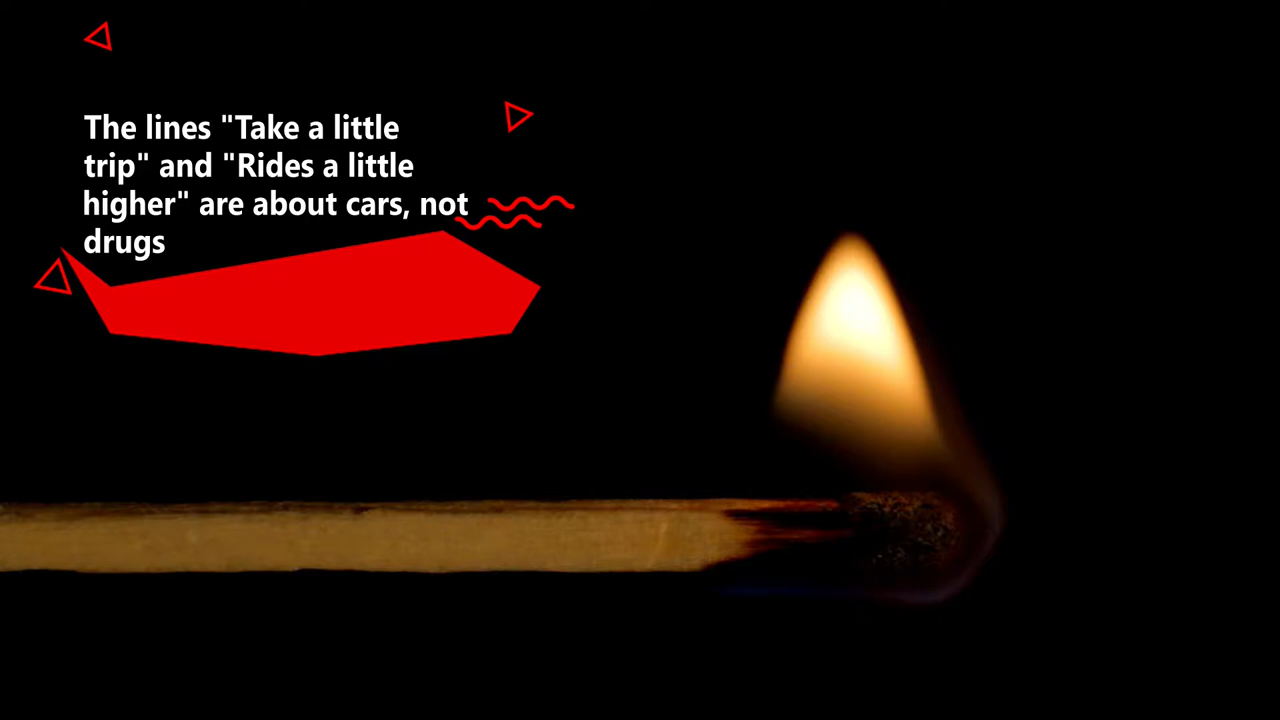 The lines "Take a little
trip" and "Rides a little
higher" are about cars, not
drugs